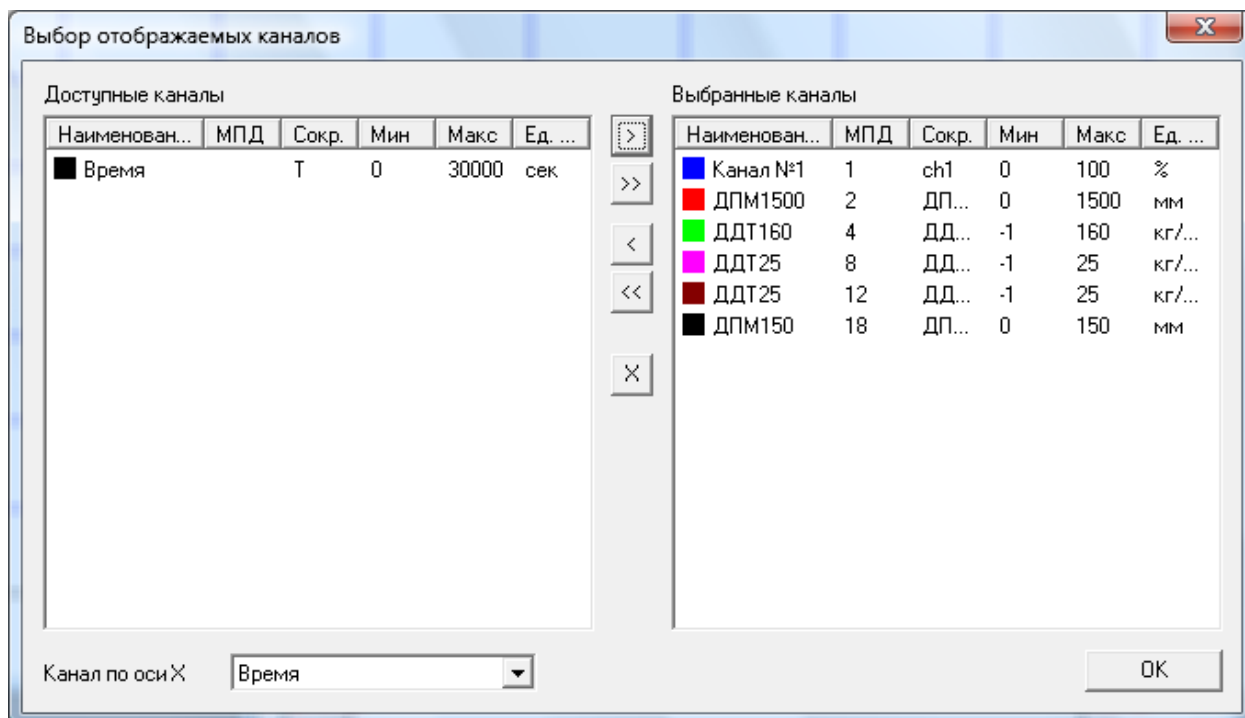 Выбор отображаемых каналов
Доступные каналы
Наименован... МПД Сокр. Мин Макс Ед. ...
Время T 0 30000 сек
>
>>
<
<<
X
Выбранные каналы
Наименован... МПД Сокр. Мин Макс Ед. ...
Канал №1 1 ch1 0 100 %
ДПМ1500 2 ДП... 0 1500 мм
ДДТ160 4 ДД... -1 160 кг/...
ДДТ25 8 ДД... -1 25 кг/...
ДДТ25 12 ДД... -1 25 кг/...
ДПМ150 18 ДП... 0 150 мм
Канал по оси X Время
OK